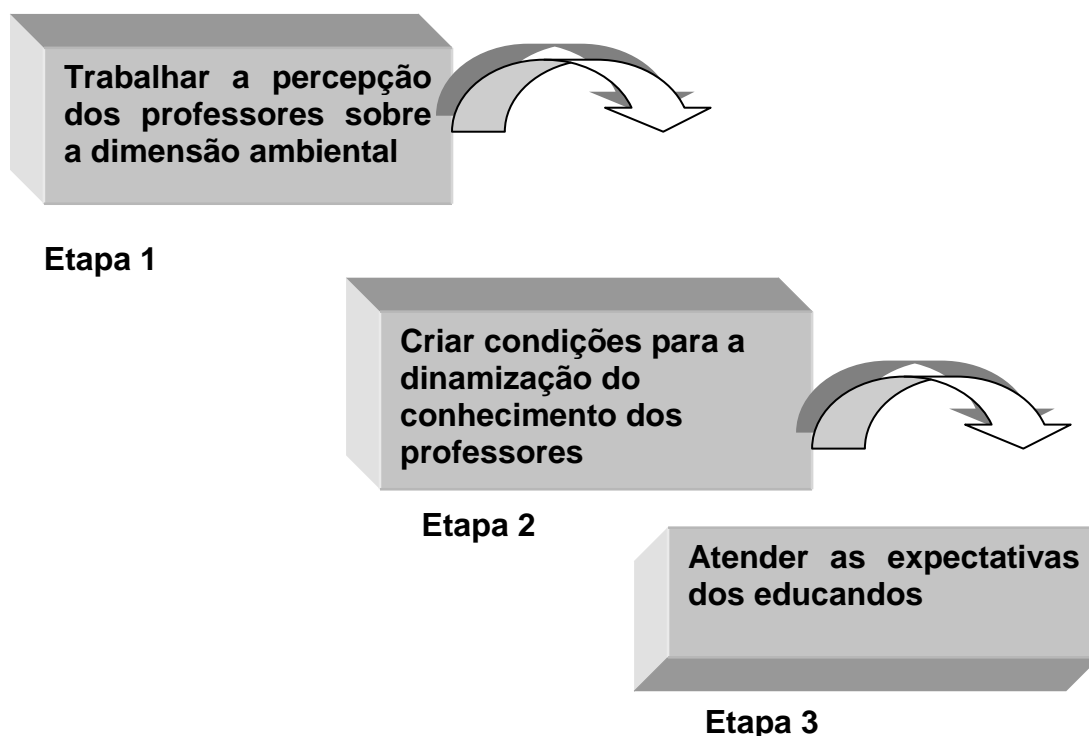 Trabalhar a percepção
dos professores sobre
a dimensão ambiental
Etapa 1
Criar condições para a
dinamização do
conhecimento dos
professores
Etapa 2
Atender as expectativas
dos educandos
Etapa 3